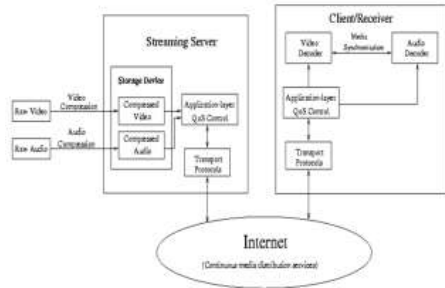 Client/Receiver
Streaming Server
Video
Decoder
Media
Synchronization
Audio
Decoder
Storage Device
Raw Video
Video
Compression
Compressed
Video
Application-layer
QoS Control
Application-layer
QoS Control
Raw Audio
Audio
Compression
Compressed
Audio
Transport
Protocols
Transport
Protocols
Internet
(Continuous media distribution services)